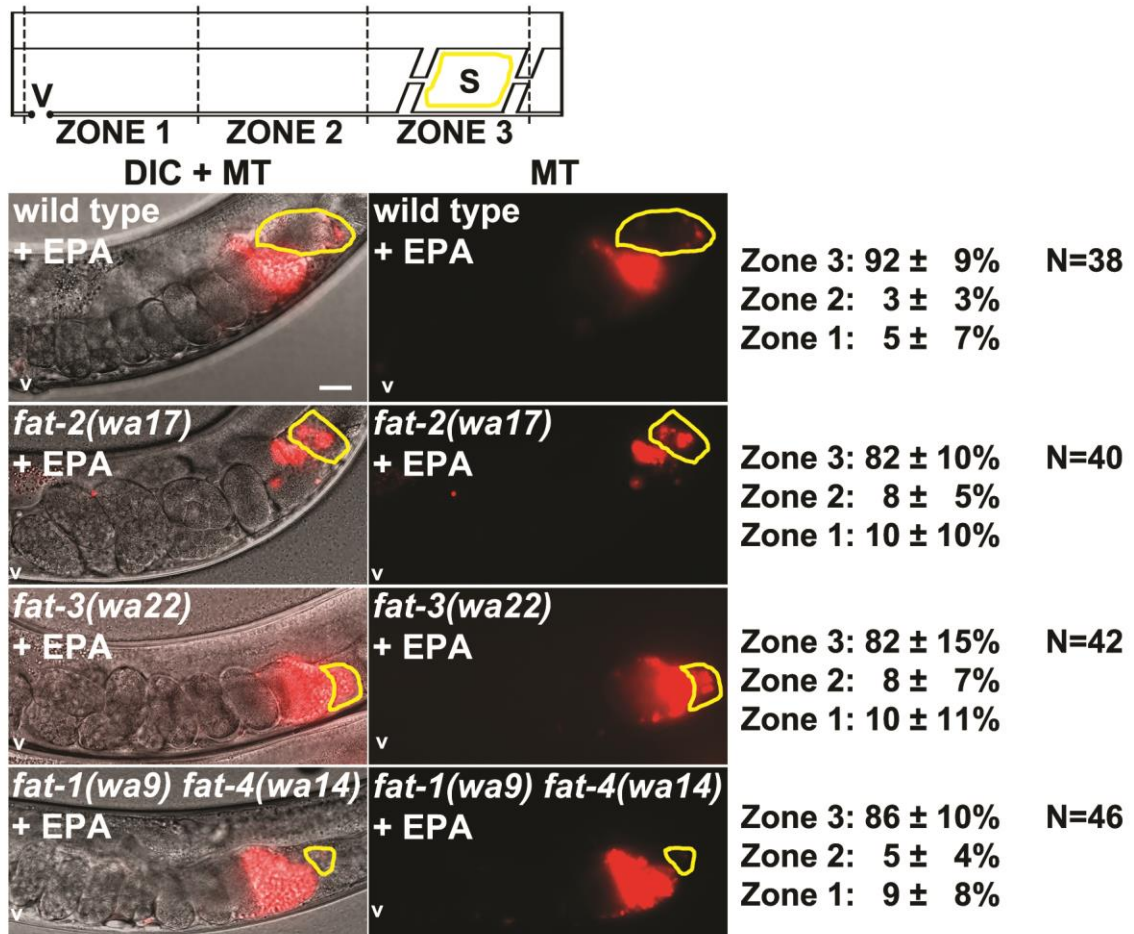 V
S
ZONE 1 ZONE 2 ZONE 3
DIC + MT MT
wild type
+ EPA
v
wild type
+ EPA
v
Zone 3: 92 ± 9% N=38
Zone 2: 3 ± 3%
Zone 1: 5 ± 7%
fat-2(wa17)
+ EPA
v
fat-2(wa17)
+ EPA
v
Zone 3: 82 ± 10% N=40
Zone 2: 8 ± 5%
Zone 1: 10 ± 10%
fat-3(wa22)
+ EPA
v
fat-3(wa22)
+ EPA
v
Zone 3: 82 ± 15% N=42
Zone 2: 8 ± 7%
Zone 1: 10 ± 11%
fat-1(wa9) fat-4(wa14)
+ EPA
v
fat-1(wa9) fat-4(wa14)
+ EPA
v
Zone 3: 86 ± 10% N=46
Zone 2: 5 ± 4%
Zone 1: 9 ± 8%